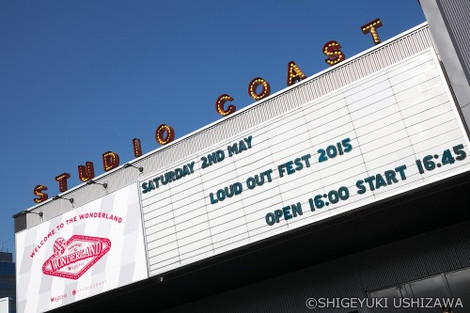 STUDIO COAST
SATURDAY 2ND MAY
LOUD OUT FEST 2015
OPEN 16:00 START 16:45
WELCOME TO THE WONDERLAND
WONDERLAND
©SHIGEYUKI USHIZAWA